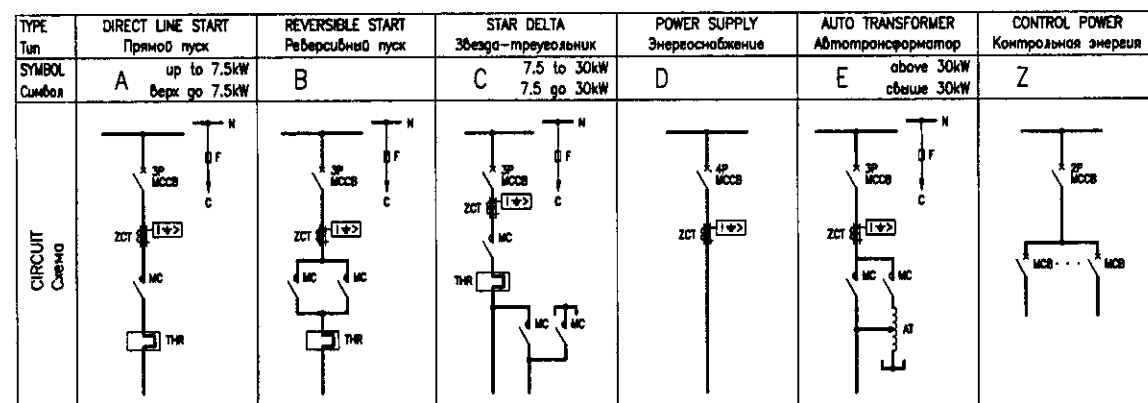 TYPE DIRECT LINE START REVERSIBLE START STAR DELTA POWER SUPPLY AUTO TRANSFORMER CONTROL POWER
Тип Прямой пуск Реверсивный пуск Звезда-треугольник Энергоснабжение Автотрансформатор Контрольная энергия
SYMBOL A up to 7.5kW B C 7.5 to 30kW D E above 30kW Z
Символ верх до 7.5kW 7.5 до 30kW свыше 30kW
CIRCUIT
Схема
N N N N
3P MCCB F 3P MCCB F 3P MCCB F 4P MCCB 3P MCCB F 2P MCCB
C C C C
ZCT I > ZCT I > ZCT I > ZCT I > ZCT I >
MC MC MC MC MC MC MCB · · · MCB
THR THR THR MC MC AT